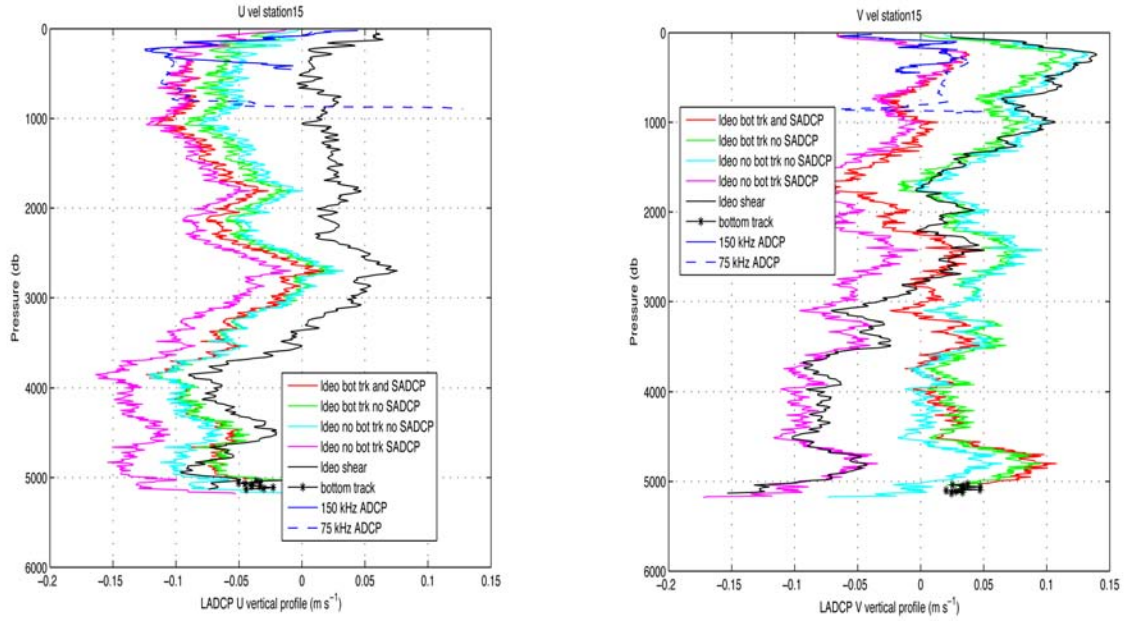 U vel station15
0
1000
2000
3000
4000
5000
6000
Pressure (db
−0.2 −0.15 −0.1 −0.05 0 0.05 0.1 0.15
LADCP U vertical profile (m s−1)
ldeo bot trk and SADCP
ldeo bot trk no SADCP
ldeo no bot trk no SADCP
ldeo no bot trk SADCP
ldeo shear
bottom track
150 kHz ADCP
75 kHz ADCP
V vel station15
0
1000
2000
3000
4000
5000
6000
Pressure (db
−0.2 −0.15 −0.1 −0.05 0 0.05 0.1 0.15
LADCP V vertical profile (m s−1)
ldeo bot trk and SADCP
ldeo bot trk no SADCP
ldeo no bot trk no SADCP
ldeo no bot trk SADCP
ldeo shear
bottom track
150 kHz ADCP
75 kHz ADCP